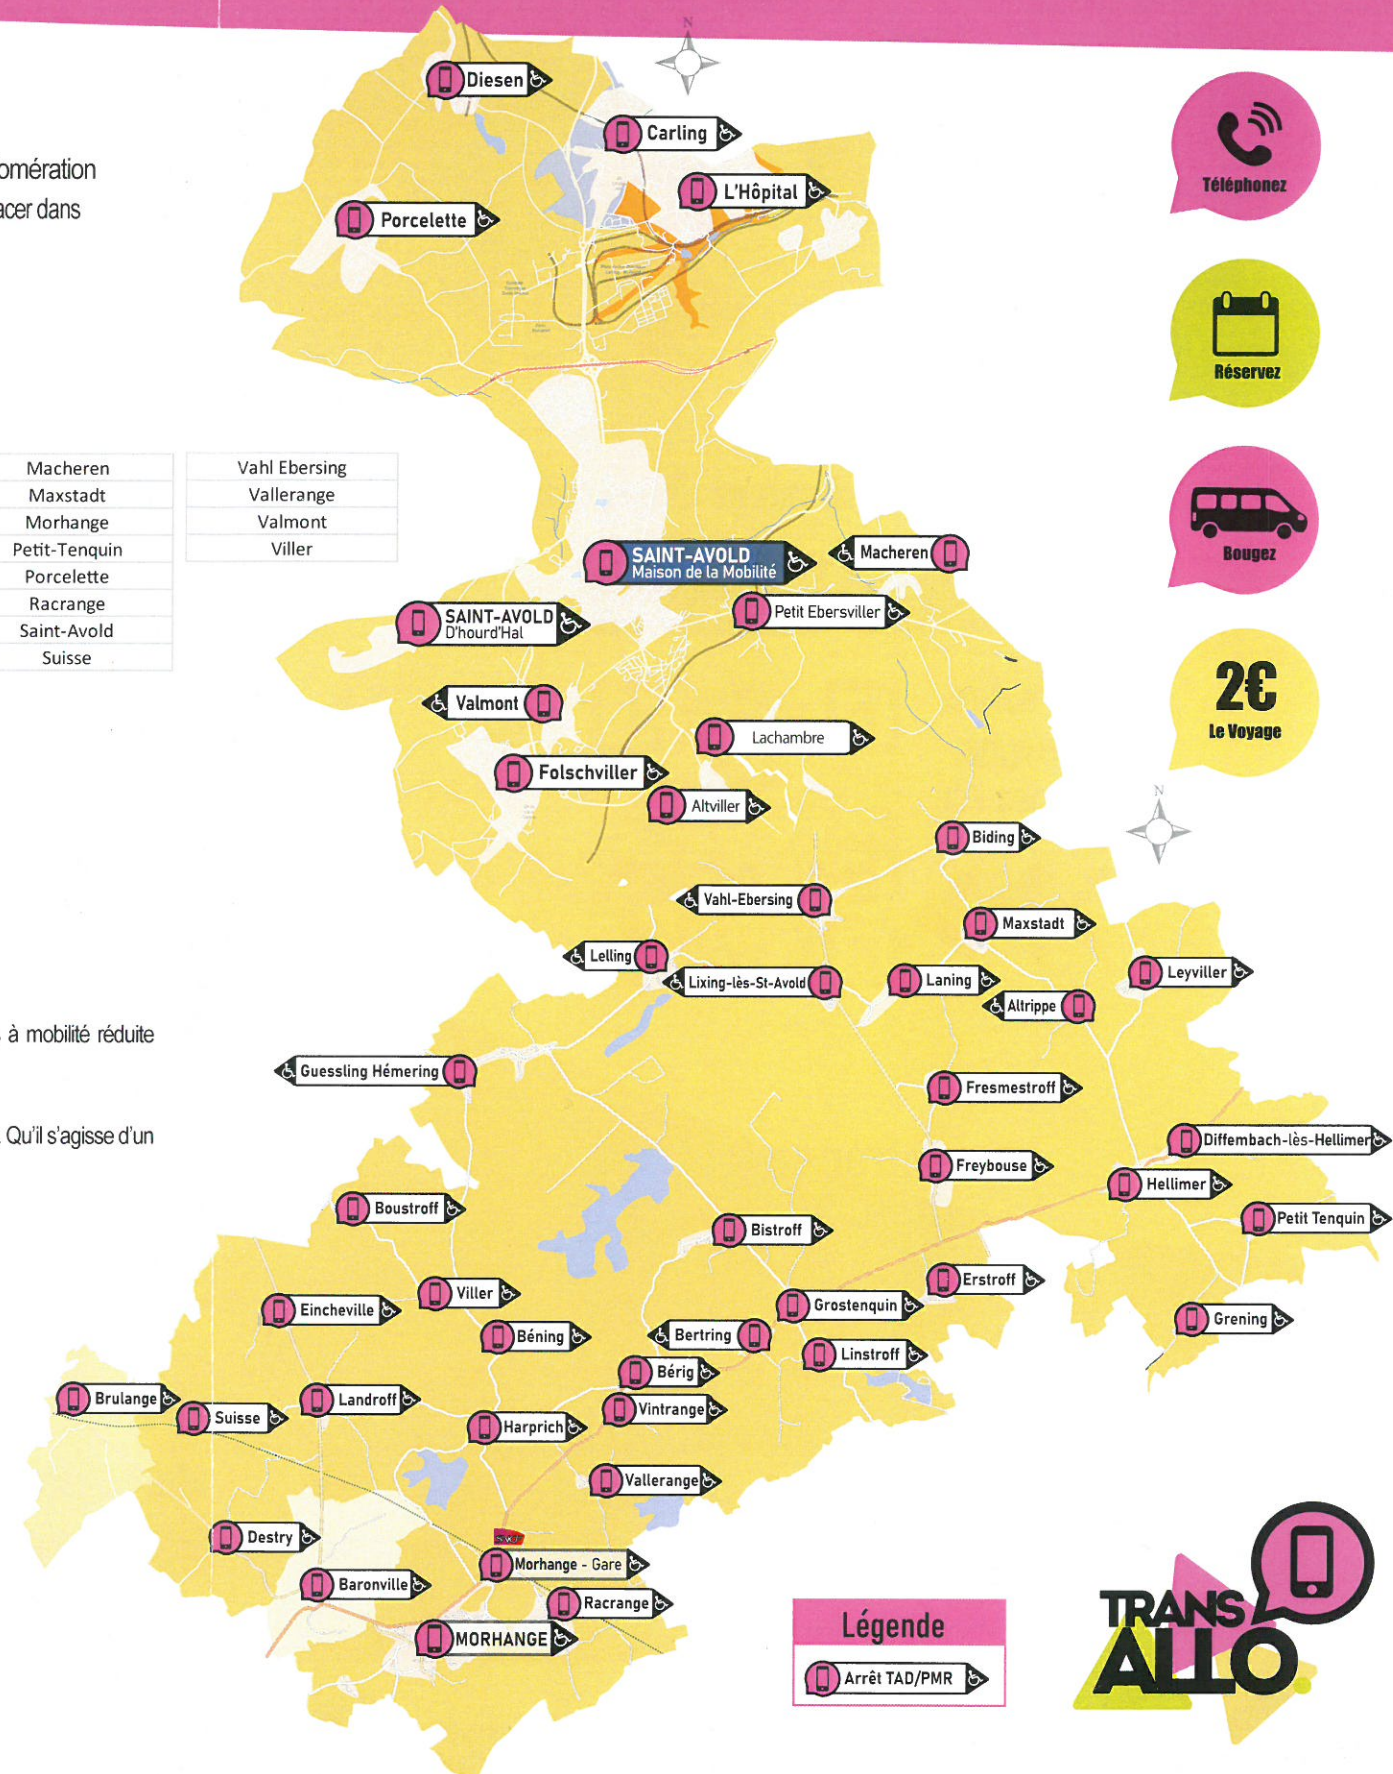 N
Diesen
Carling
omération
L'Hôpital
Téléphonez
acer dans
Porcelette
Réservez
Macheren
Maxstadt
Morhange
Petit-Tenquin
Porcelette
Racrange
Saint-Avold
Suisse
Vahl Ebersing
Vallerange
Valmont
Viller
SAINT-AVOLD
Maison de la Mobilité
Macheren
Bougez
SAINT-AVOLD
D'hourd'Hal
Petit Ebersviller
2€
Le Voyage
Valmont
Lachambre
Folschviller
Altviller
N
Biding
Vahl-Ebersing
Maxstadt
Lelling
Lixing-lès-St-Avold
Laning
Leyviller
Altrippe
s à mobilité réduite
Guessling Hémering
Fresmestroff
. Qu'il s'agisse d'un
Diffembach-lès-Hellimer
Freybouse
Hellimer
Boustroff
Bistroff
Petit Tenquin
Viller
Erstroff
Eincheville
Grostenquin
Grening
Béning
Bertring
Linstroff
Bérig
Brulange
Landroff
Suisse
Vintrange
Harprich
Vallerange
SNCF
Destry
Morhange - Gare
Baronville
Racrange
MORHANGE
Légende
Arrêt TAD/PMR
TRANS
ALLO